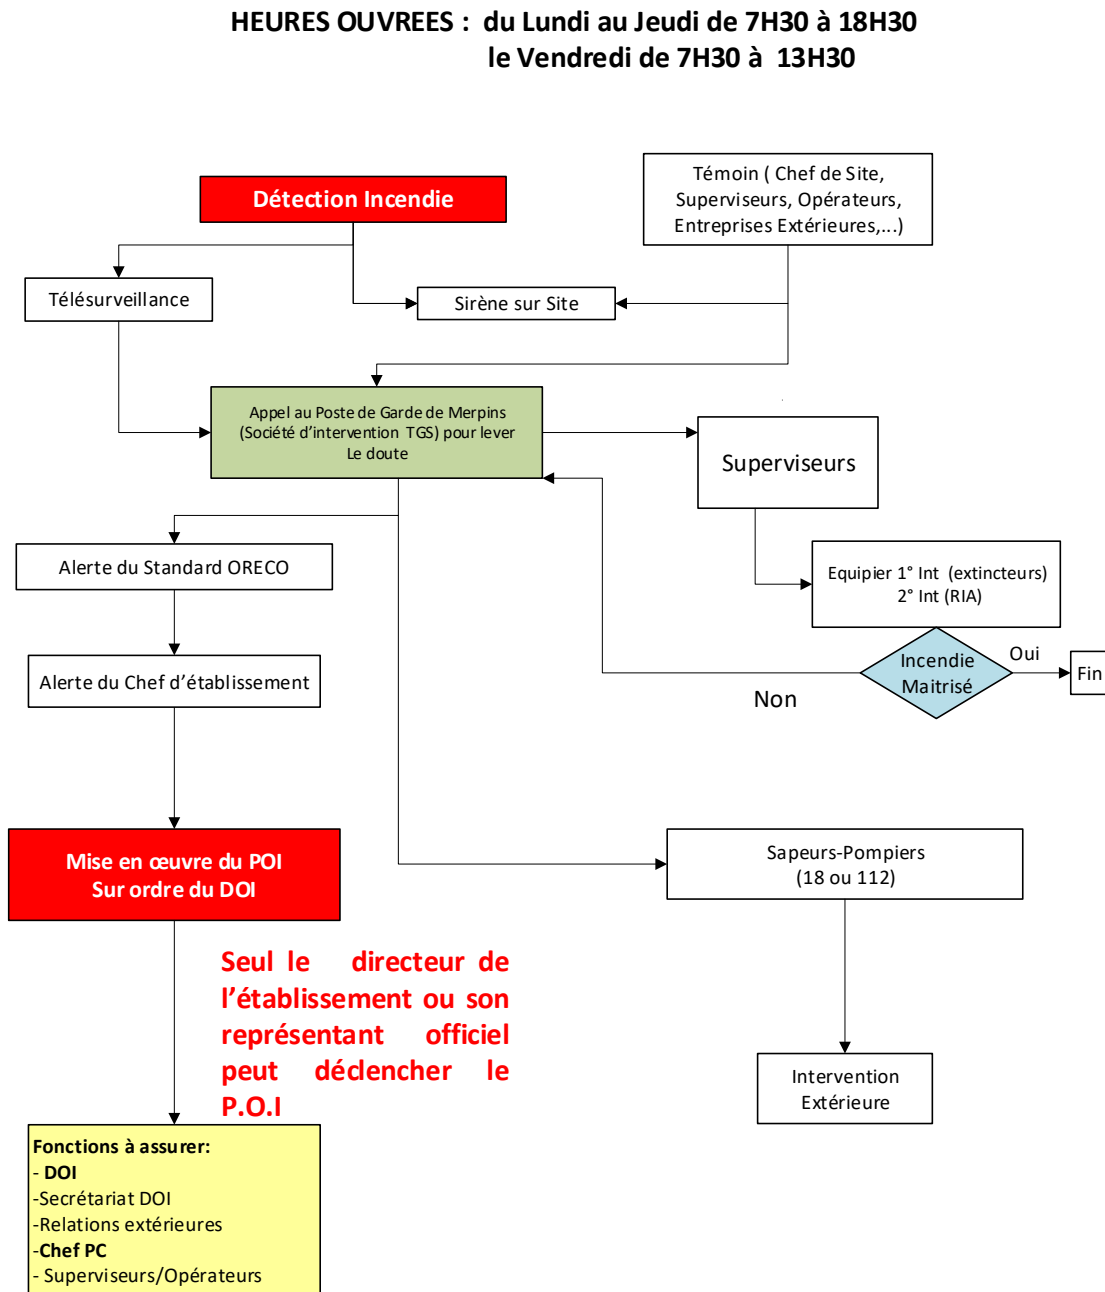 HEURES OUVREES : du Lundi au Jeudi de 7H30 à 18H30
le Vendredi de 7H30 à 13H30
Détection Incendie
Témoin ( Chef de Site,
Superviseurs, Opérateurs,
Entreprises Extérieures,...)
Télésurveillance
Sirène sur Site
Appel au Poste de Garde de Merpins
(Société d’intervention TGS) pour lever
Le doute
Superviseurs
Alerte du Standard ORECO
Equipier 1° Int (extincteurs)
2° Int (RIA)
Alerte du Chef d’établissement
Incendie
Maitrisé
Oui
Fin
Non
Mise en œuvre du POI
Sur ordre du DOI
Sapeurs-Pompiers
(18 ou 112)
Seul le directeur de
l’établissement ou son
représentant officiel
peut déclencher le
P.O.I
Intervention
Extérieure
Fonctions à assurer:
- DOI
-Secrétariat DOI
-Relations extérieures
-Chef PC
- Superviseurs/Opérateurs